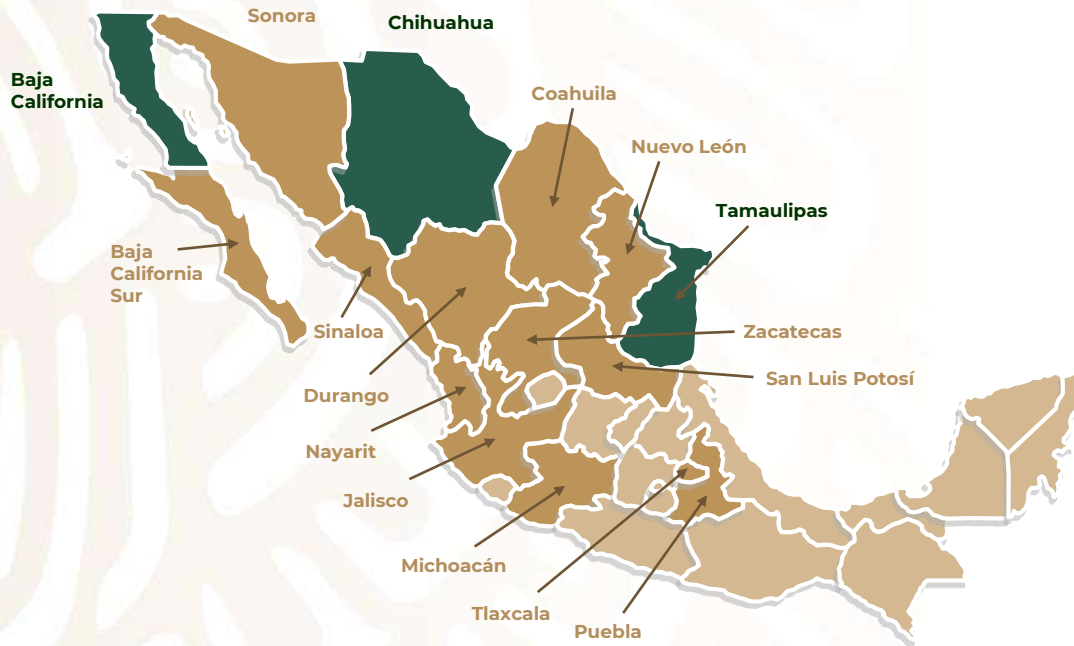 Sonora
Chihuahua
Baja
California
Coahuila
Nuevo León
Tamaulipas
Baja
California
Sur
Sinaloa
Zacatecas
San Luis Potosí
Durango
Nayarit
Jalisco
Michoacán
Tlaxcala
Puebla